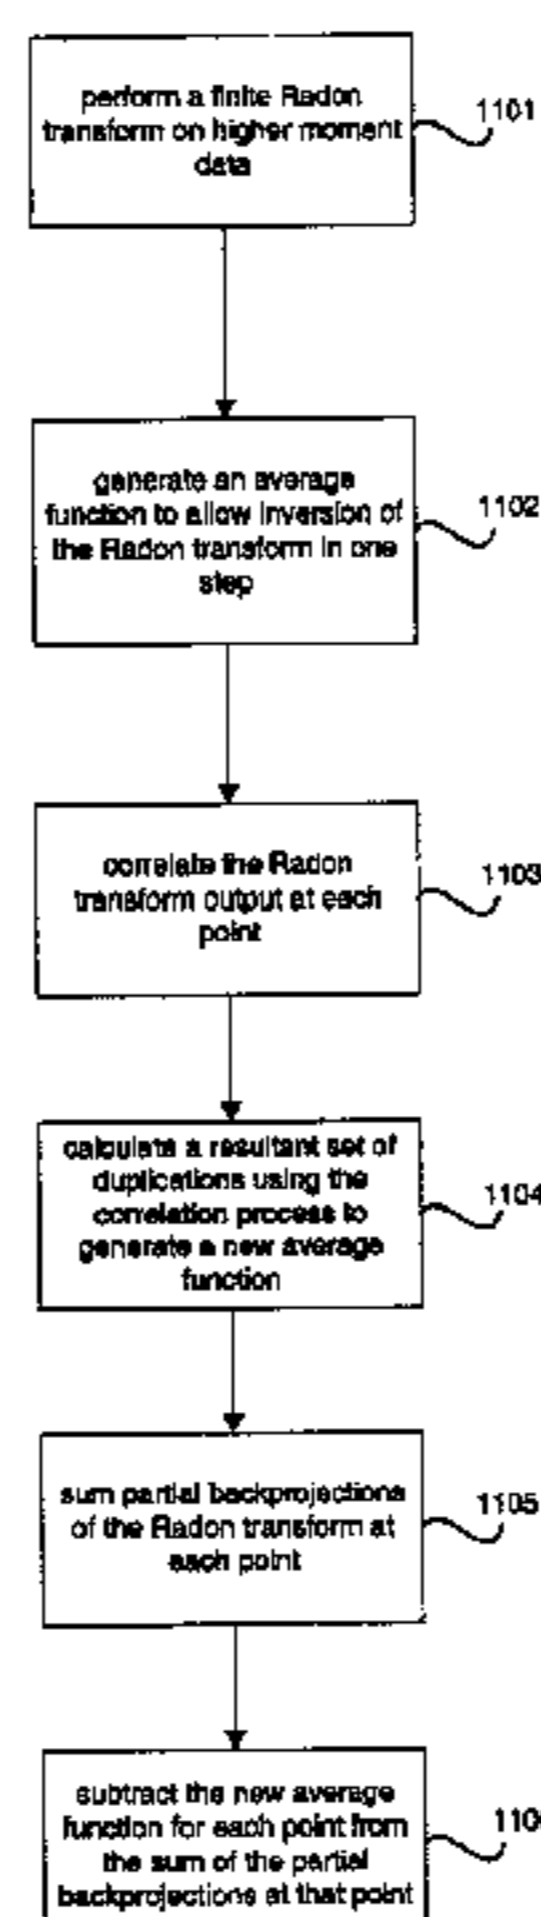 perform a finite Radon
transform on higher moment
data
1101
generate an average
function to allow inversion of
the Radon transform in one
step
1102
correlate the Radon
transform output at each
point
1103
calculate a resultant set of
duplications using the
correlation process to
generate a new average
function
1104
sum partial backprojections
of the Radon transform at
each point
1105
subtract the new average
function for each point from
the sum of the partial
backprojections at that point